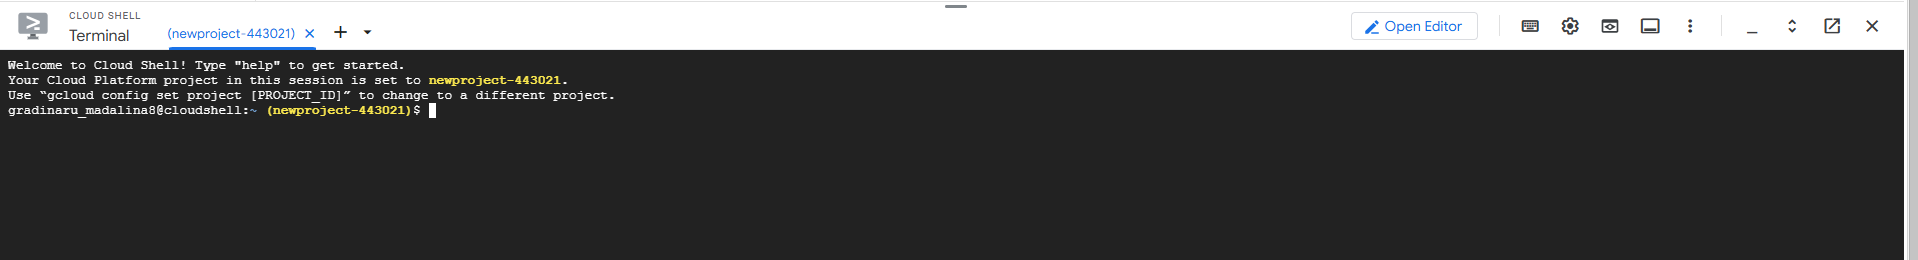 CLOUD SHELL
Terminal
(newproject-443021)
Open Editor
Welcome to Cloud Shell! Type "help" to get started.
Your Cloud Platform project in this session is set to newproject-443021.
Use “gcloud config set project [PROJECT_ID]” to change to a different project.
gradinaru_madalina8@cloudshell:~ (newproject-443021)$